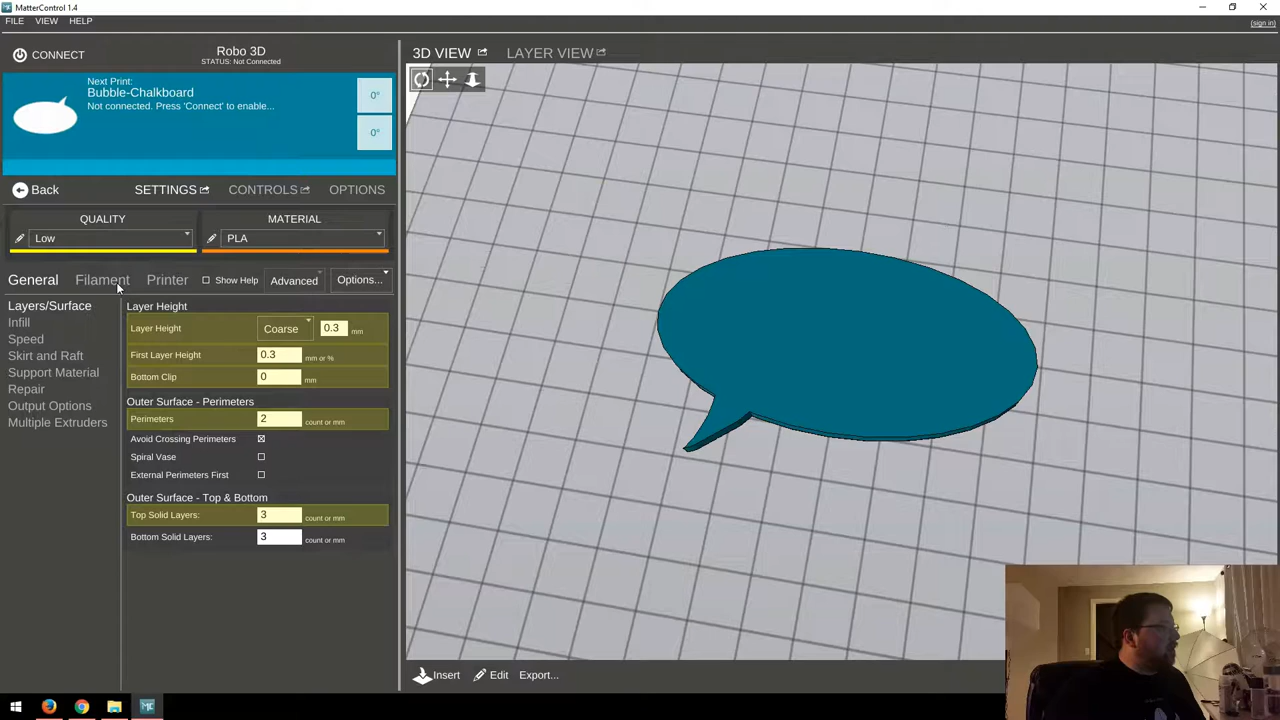 MatterControl 1.4
FILE VIEW HELP
(sign in)
CONNECT
Robo 3D
STATUS: Not Connected
Next Print:
Bubble-Chalkboard
Not connected. Press 'Connect' to enable...
0°
0°
Back
SETTINGS
CONTROLS
OPTIONS
QUALITY
MATERIAL
Low
PLA
General
Filament
Printer
Show Help
Advanced
Options...
Layers/Surface
Infill
Speed
Skirt and Raft
Support Material
Repair
Output Options
Multiple Extruders
Layer Height
Layer Height Coarse 0.3 mm
First Layer Height 0.3 mm or %
Bottom Clip 0 mm
Outer Surface - Perimeters
Perimeters 2 count or mm
Avoid Crossing Perimeters
Spiral Vase
External Perimeters First
Outer Surface - Top & Bottom
Top Solid Layers: 3 count or mm
Bottom Solid Layers: 3 count or mm
3D VIEW
LAYER VIEW
Insert
Edit
Export...